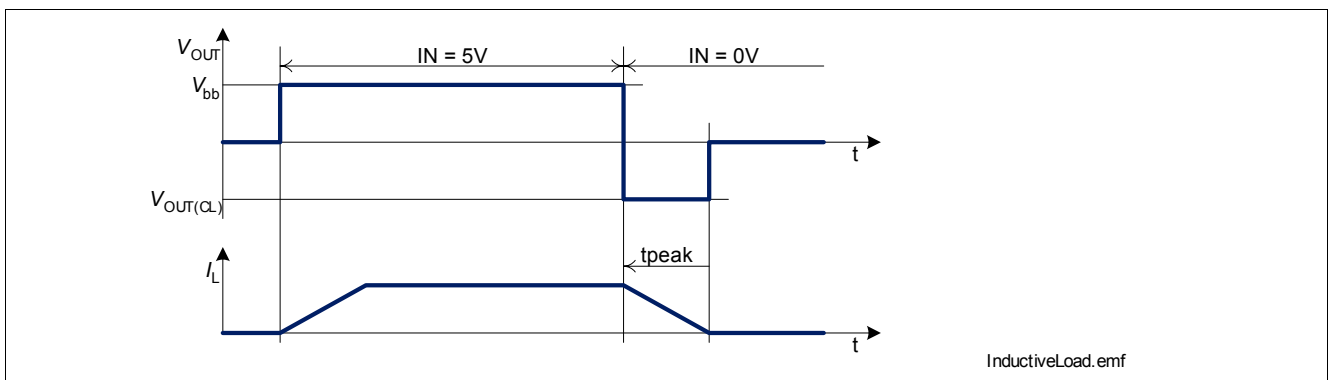 VOUT
IN = 5V
IN = 0V
Vbb
t
VOUT(CL)
tpeak
IL
t
InductiveLoad.emf